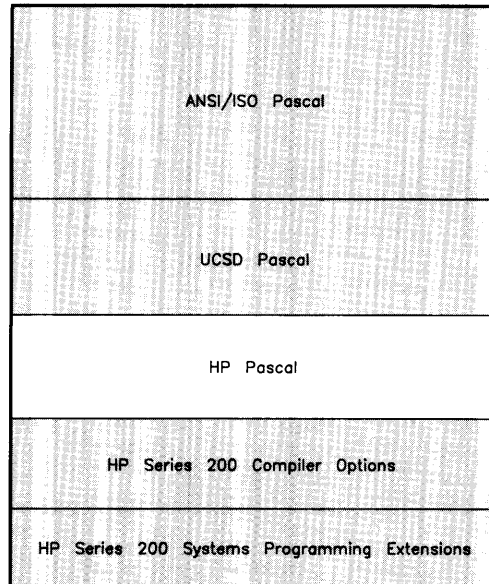 ANSI/ISO Pascal
UCSD Pascal
HP Pascal
HP Series 200 Compiler Options
HP Series 200 Systems Programming Extensions